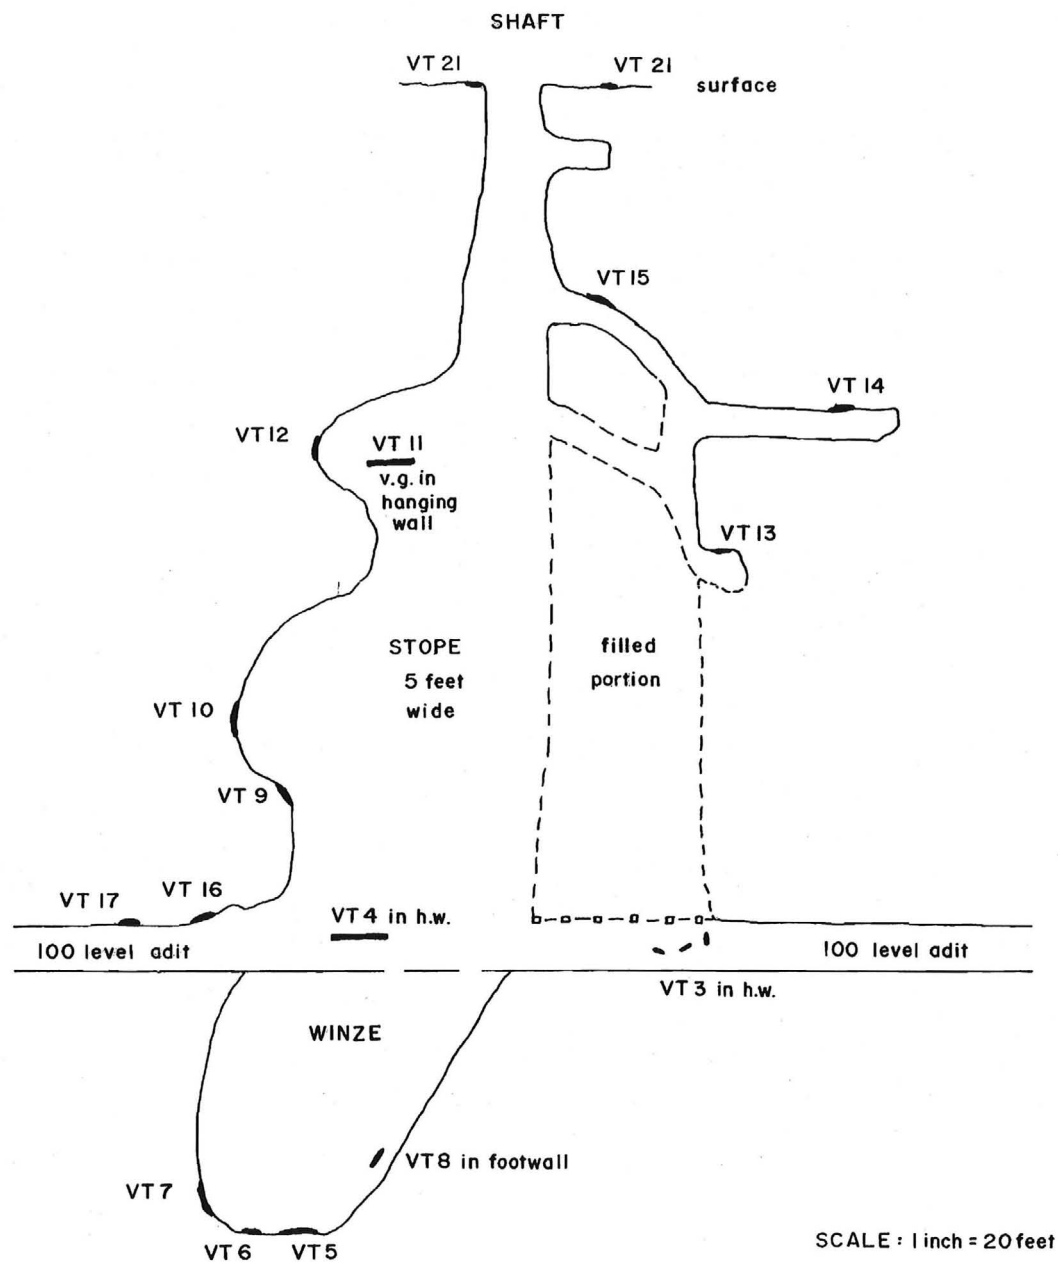 SHAFT
VT 21
VT 21
surface
VT 15
VT 14
VT 12
VT 11
v.g. in
hanging
wall
VT 13
STOPE
5 feet
wide
filled
portion
VT 10
VT 9
VT 17
VT 16
VT 4 in h.w.
100 level adit
100 level adit
VT 3 in h.w.
WINZE
VT 8 in footwall
VT 7
VT 6
VT 5
SCALE : 1 inch = 20 feet